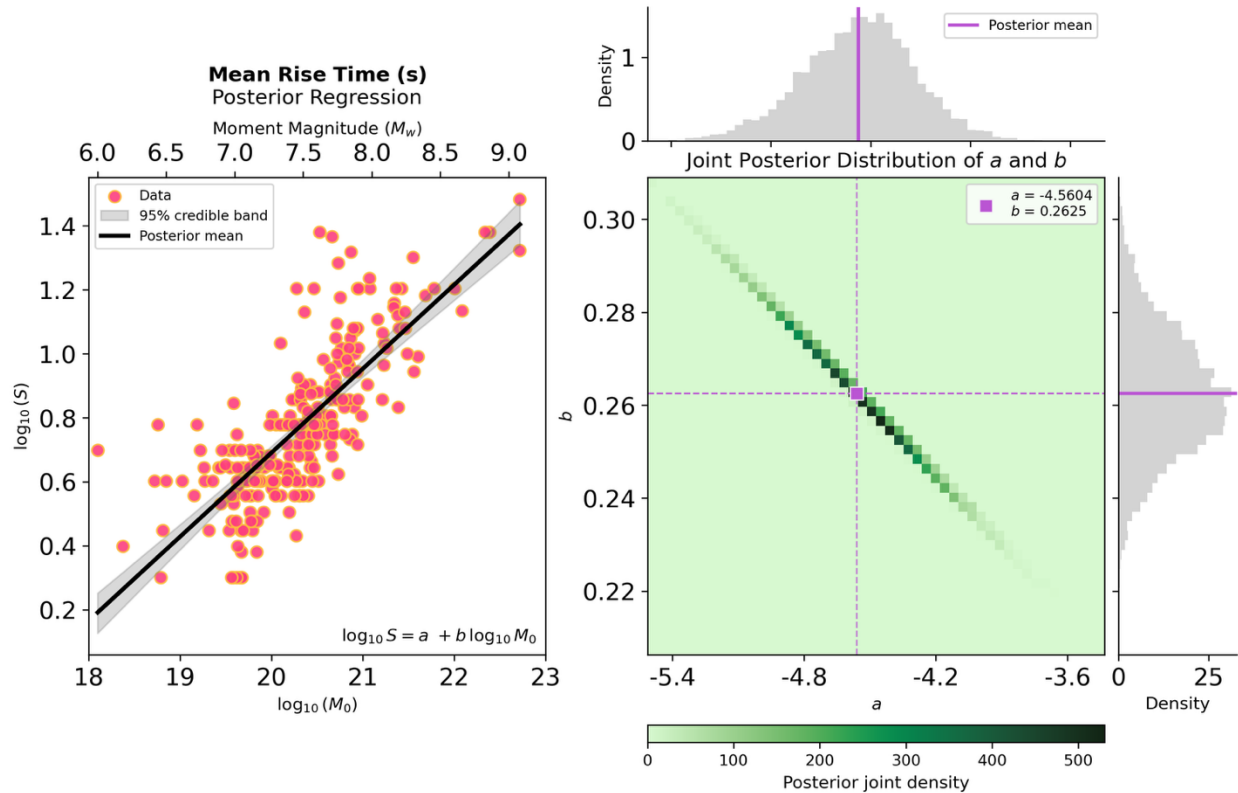 Mean Rise Time (s)
Posterior Regression
Moment Magnitude (M_w)
6.0 6.5 7.0 7.5 8.0 8.5 9.0
Data
95% credible band
Posterior mean
1.4
1.2
1.0
0.8
0.6
0.4
0.2
log₁₀(S)
log₁₀ S = a + b log₁₀ M₀
18 19 20 21 22 23
log₁₀(M₀)
Posterior mean
Density
1
0
Joint Posterior Distribution of a and b
a = -4.5604
b = 0.2625
0.30
0.28
0.26
0.24
0.22
b
-5.4 -4.8 -4.2 -3.6
a
0 25
Density
0 100 200 300 400 500
Posterior joint density